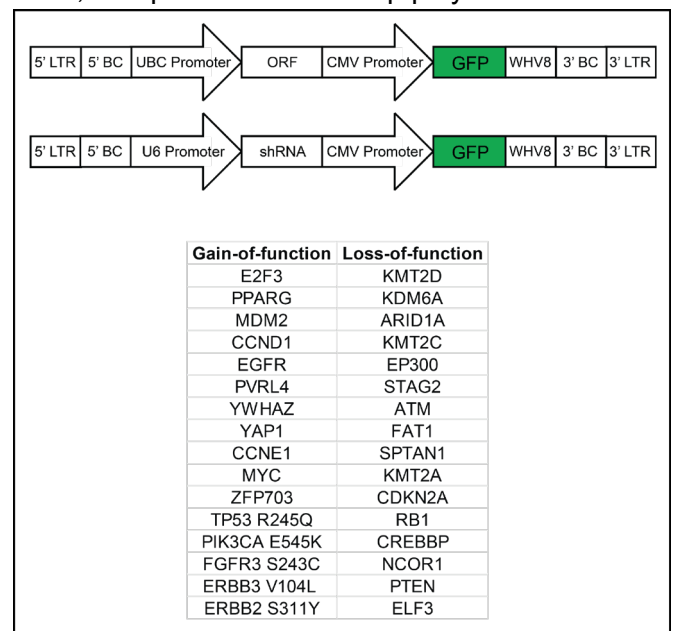 5' LTR 5' BC UBC Promoter ORF CMV Promoter GFP WHV8 3' BC 3' LTR
5' LTR 5' BC U6 Promoter shRNA CMV Promoter GFP WHV8 3' BC 3' LTR
Gain-of-function Loss-of-function
E2F3 KMT2D
PPARG KDM6A
MDM2 ARID1A
CCND1 KMT2C
EGFR EP300
PVRL4 STAG2
YWHAZ ATM
YAP1 FAT1
CCNE1 SPTAN1
MYC KMT2A
ZFP703 CDKN2A
TP53 R245Q RB1
PIK3CA E545K CREBBP
FGFR3 S243C NCOR1
ERBB3 V104L PTEN
ERBB2 S311Y ELF3